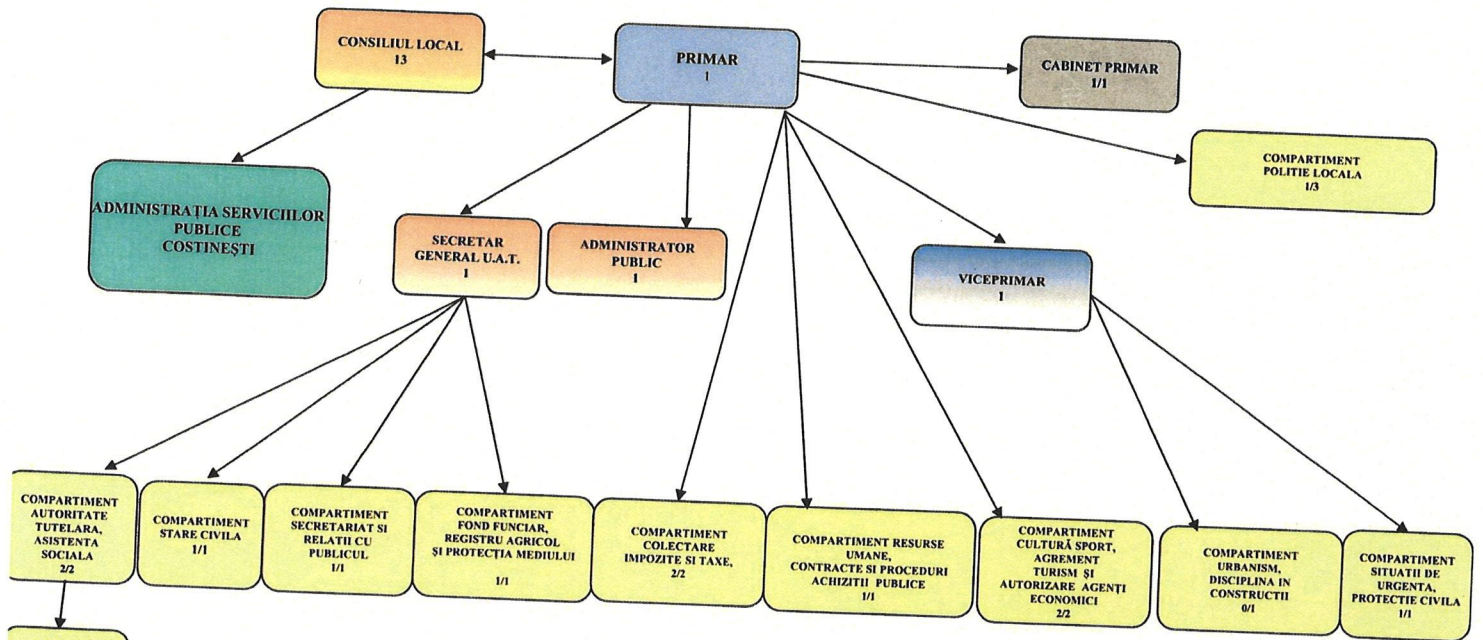 CONSILIUL LOCAL
13
PRIMAR
1
CABINET PRIMAR
1/1
COMPARTIMENT
POLITIE LOCALA
1/3
ADMINISTRAȚIA SERVICIILOR
PUBLICE
COSTINEȘTI
SECRETAR
GENERAL U.A.T.
1
ADMINISTRATOR
PUBLIC
1
VICEPRIMAR
1
COMPARTIMENT
AUTORITATE
TUTELARA,
ASISTENTA
SOCIALA
2/2
COMPARTIMENT
STARE CIVILA
1/1
COMPARTIMENT
SECRETARIAT SI
RELATII CU
PUBLICUL
1/1
COMPARTIMENT
FOND FUNCIAR,
REGISTRU AGRICOL
ȘI PROTECȚIA MEDIULUI
1/1
COMPARTIMENT
COLECTARE
IMPOZITE SI TAXE,
2/2
COMPARTIMENT RESURSE
UMANE,
CONTRACTE SI PROCEDURI
ACHIZITII PUBLICE
1/1
COMPARTIMENT
CULTURĂ SPORT,
AGREMENT
TURISM ȘI
AUTORIZARE AGENȚI
ECONOMICI
2/2
COMPARTIMENT
URBANISM,
DISCIPLINA IN
CONSTRUCTII
0/1
COMPARTIMENT
SITUATII DE
URGENTA,
PROTECTIE CIVILA
1/1